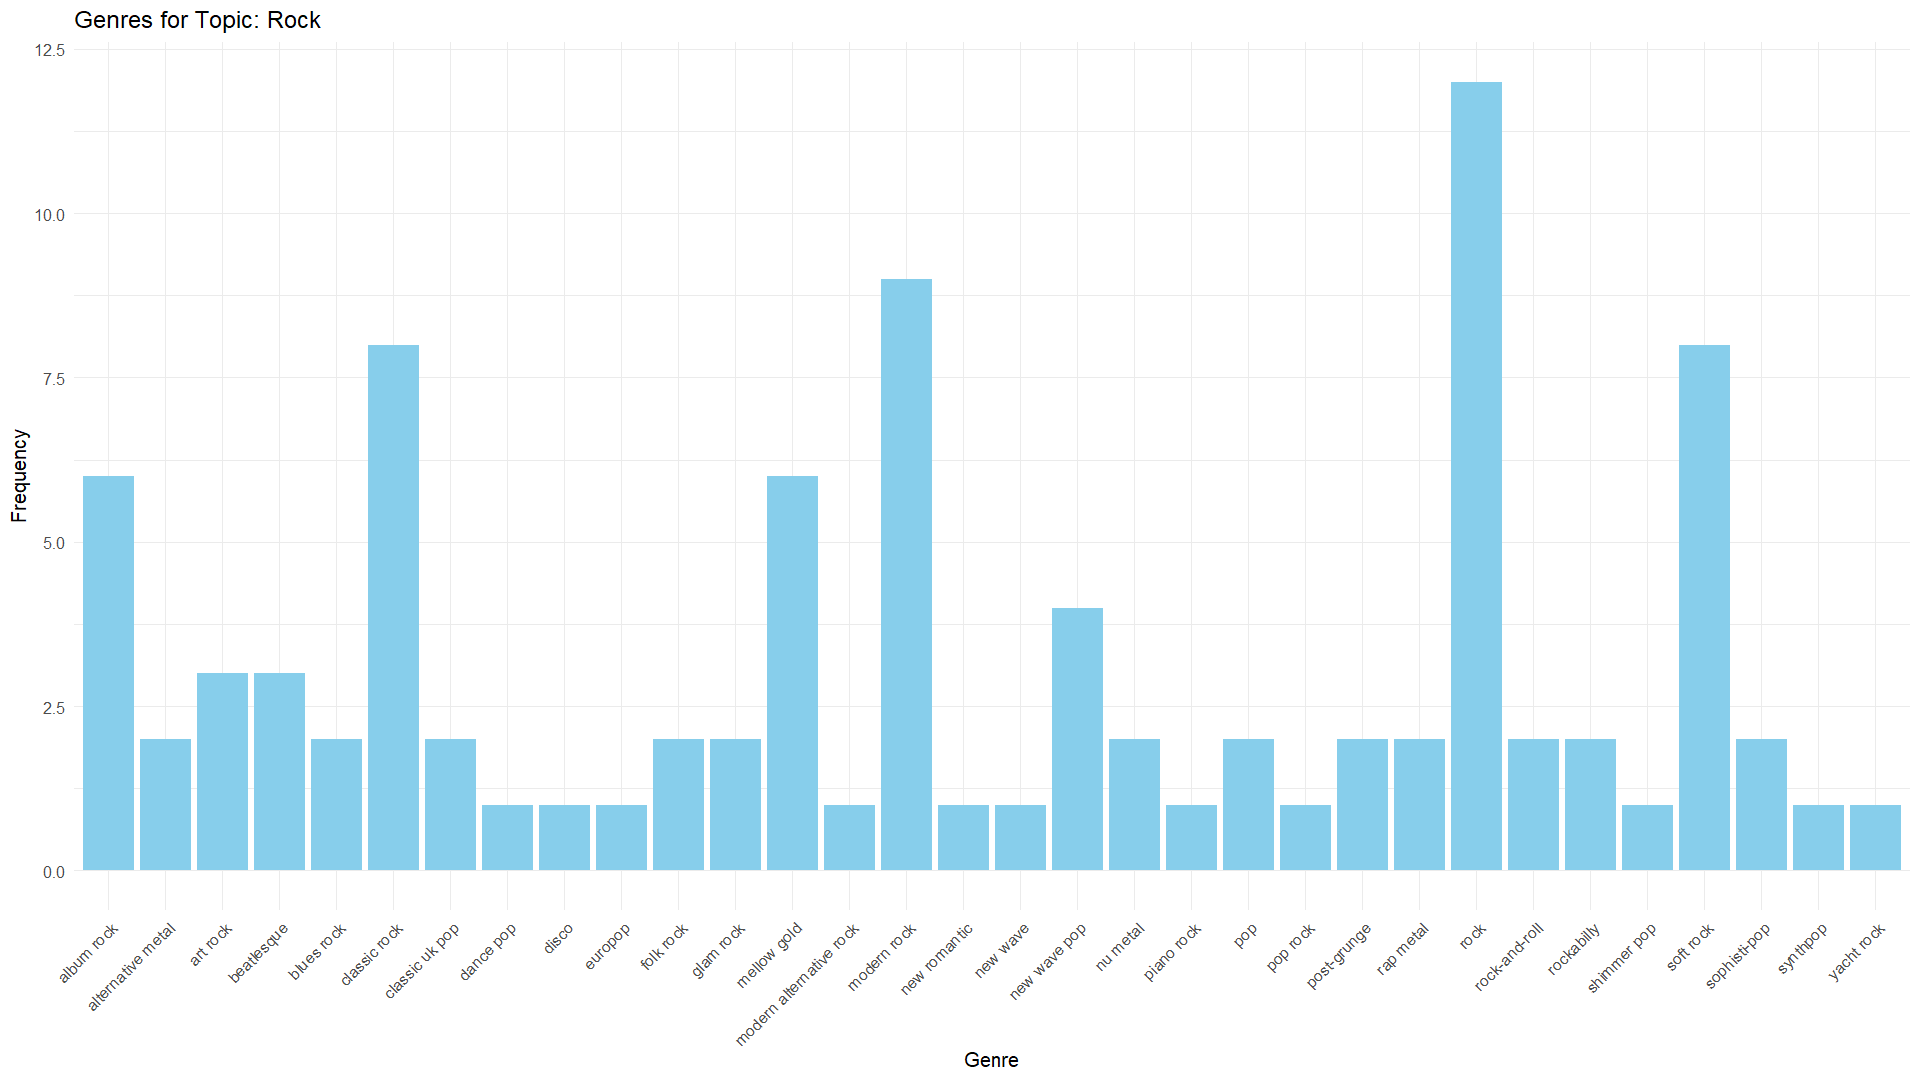 Genres for Topic: Rock
12.5
10.0
7.5
5.0
2.5
0.0
Frequency
album rock
alternative metal
art rock
beatlesque
blues rock
classic rock
classic uk pop
dance pop
disco
europop
folk rock
glam rock
mellow gold
modern alternative rock
modern rock
new romantic
new wave
new wave pop
nu metal
piano rock
pop
pop rock
post-grunge
rap metal
rock
rock-and-roll
rockabilly
shimmer pop
soft rock
sophisti-pop
synthpop
yacht rock
Genre